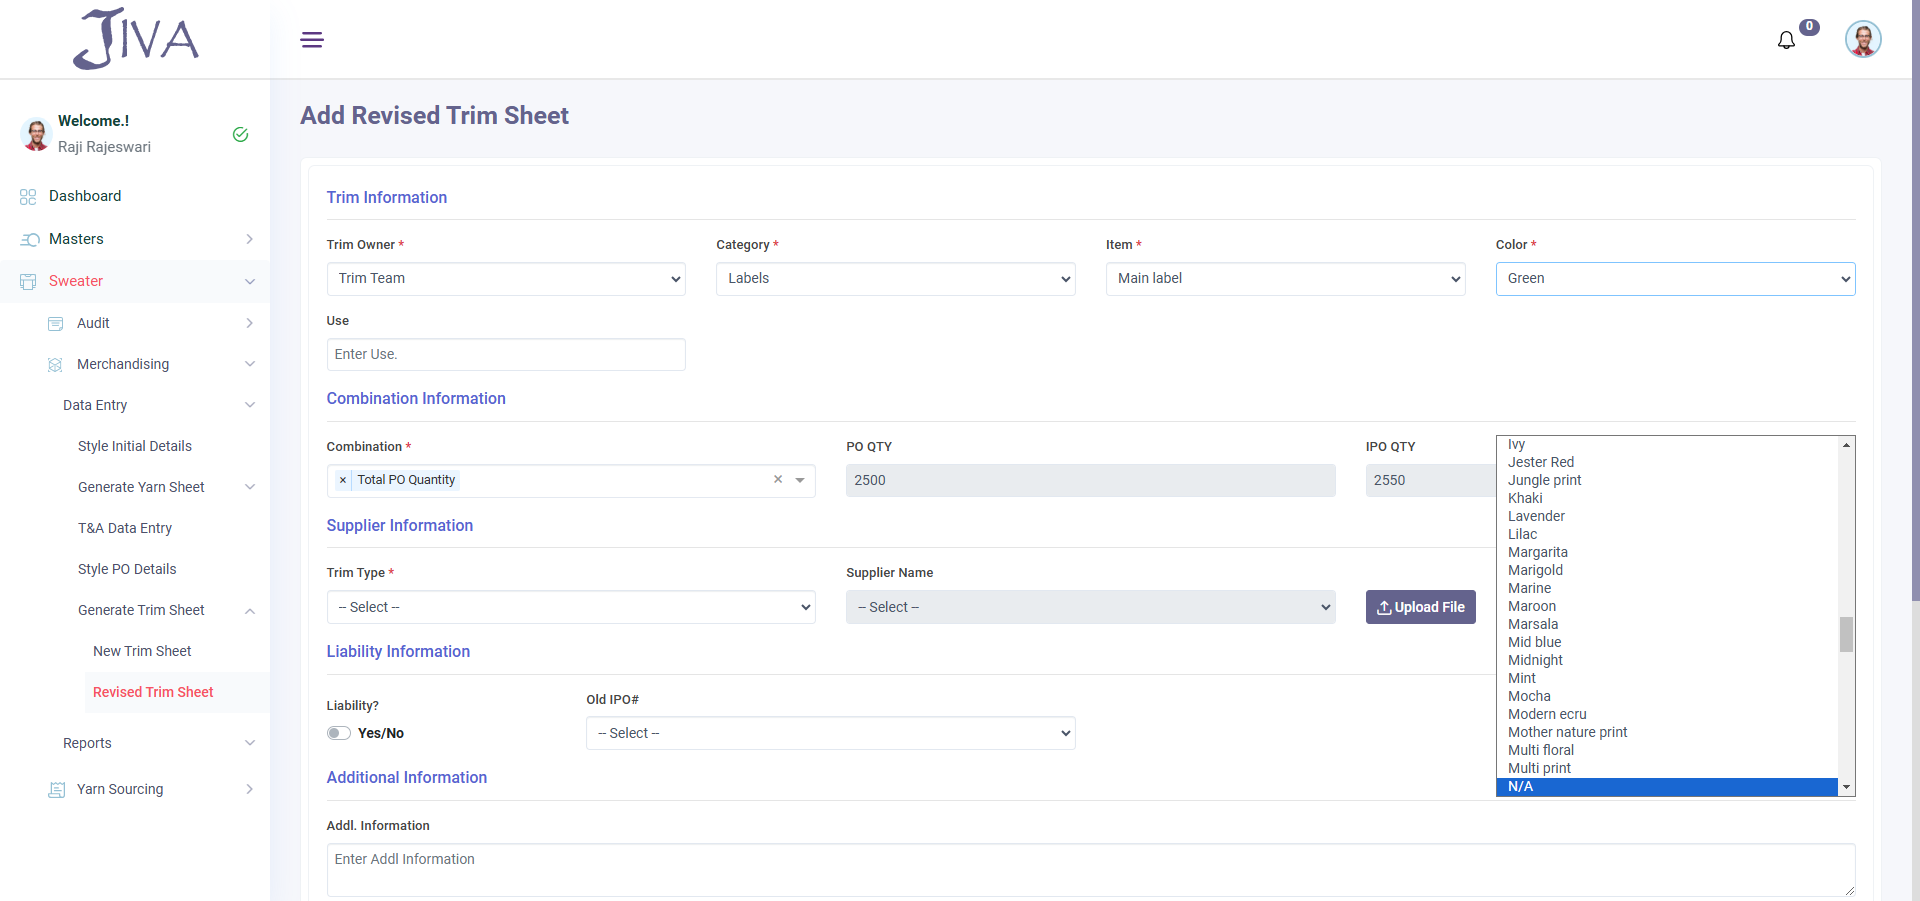 JIVA
0
Welcome.!
Raji Rajeswari
Dashboard
Masters
Sweater
Audit
Merchandising
Data Entry
Style Initial Details
Generate Yarn Sheet
T&A Data Entry
Style PO Details
Generate Trim Sheet
New Trim Sheet
Revised Trim Sheet
Reports
Yarn Sourcing
Add Revised Trim Sheet
Trim Information
Trim Owner * Category * Item * Color *
Trim Team Labels Main label Green
Use
Enter Use.
Combination Information
Combination * PO QTY IPO QTY
× Total PO Quantity × 2500 2550
Supplier Information
Trim Type * Supplier Name
-- Select -- -- Select -- Upload File
Liability Information
Liability? Old IPO#
Yes/No -- Select --
Additional Information
Addl. Information
Enter Addl Information
Ivy
Jester Red
Jungle print
Khaki
Lavender
Lilac
Margarita
Marigold
Marine
Maroon
Marsala
Mid blue
Midnight
Mint
Mocha
Modern ecru
Mother nature print
Multi floral
Multi print
N/A